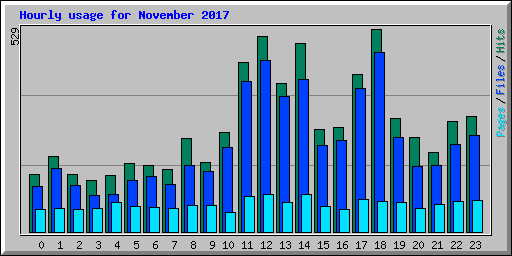 Hourly usage for November 2017
529
Pages/Files/Hits
0 1 2 3 4 5 6 7 8 9 10 11 12 13 14 15 16 17 18 19 20 21 22 23